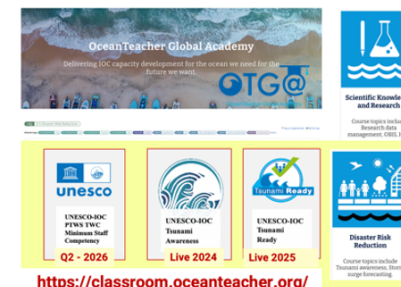 OceanTeacher Global Academy
Delivering IOC capacity development for the ocean we need for the
future we want.
OTG@
Scientific Knowle
and Research
Course topics inclu
Research data
management, OBIS,
unesco
UNESCO-IOC
PTWS TWC
Minimum Staff
Competency
Q2 - 2026
UNESCO-IOC
Tsunami
Awareness
Live 2024
Tsunami Ready
UNESCO-IOC
Tsunami
Ready
Live 2025
Disaster Risk
Reduction
Course topics include
Tsunami awareness, Stor
surge forecasting.
https://classroom.oceanteacher.org/